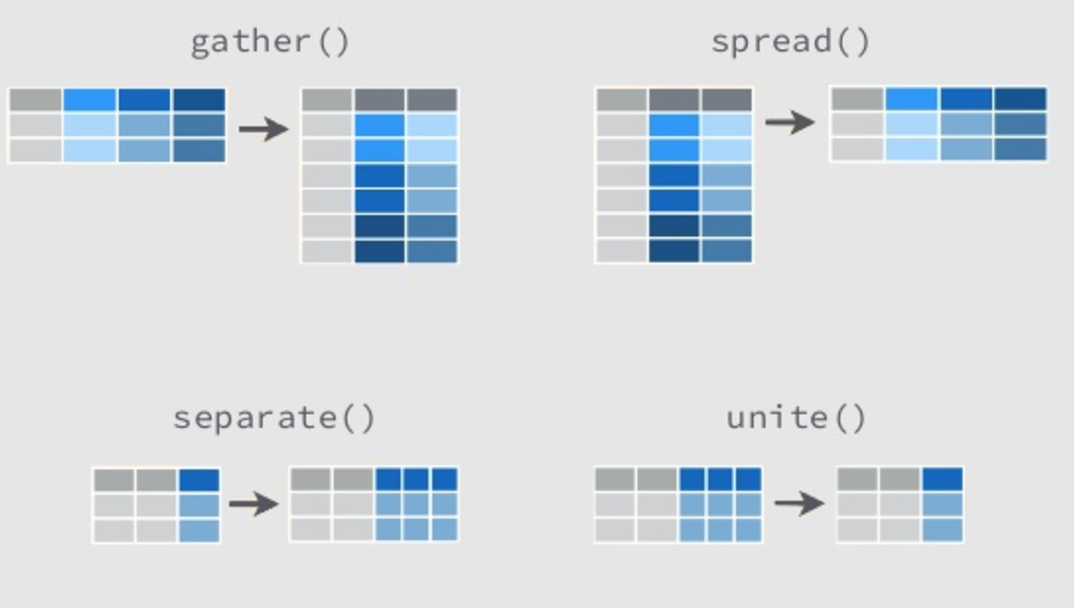 gather()
spread()
separate()
unite()